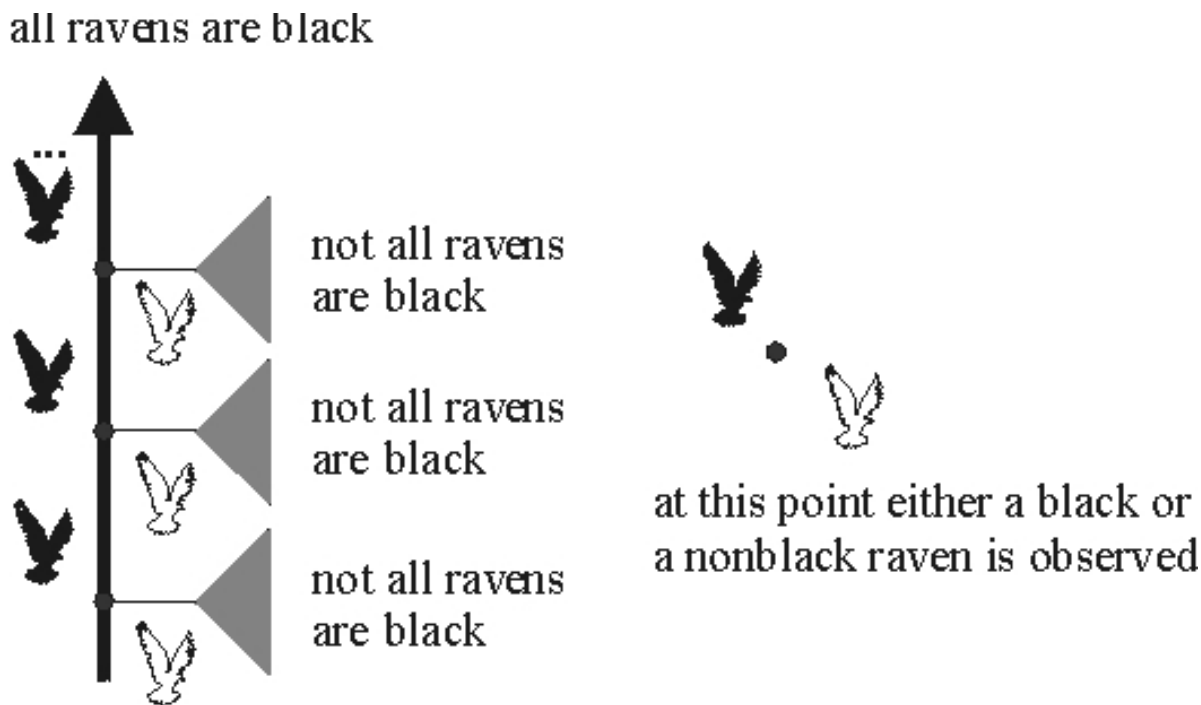 all ravens are black
...
not all ravens
are black
not all ravens
are black
not all ravens
are black
at this point either a black or
a nonblack raven is observed